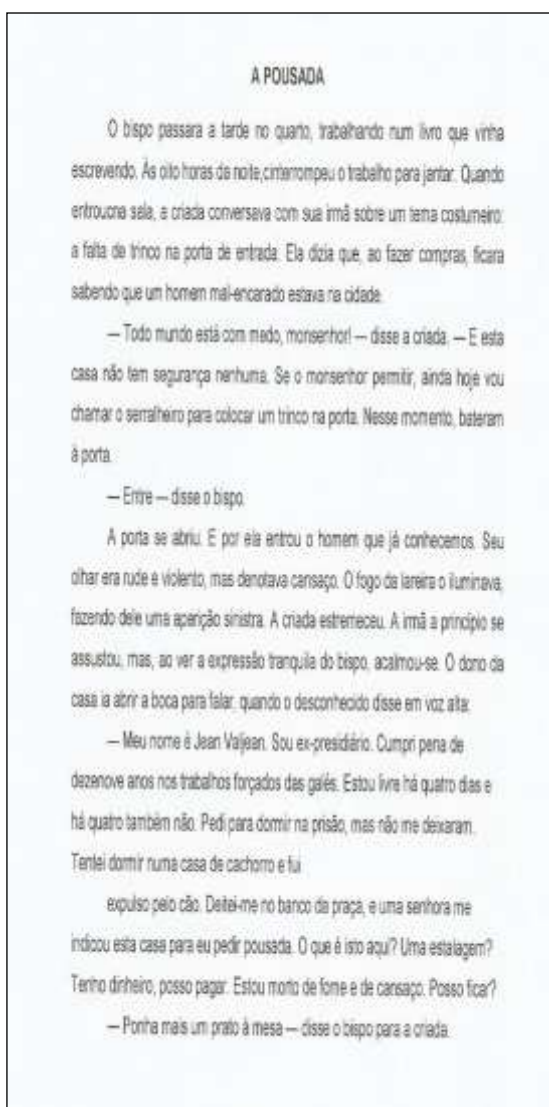 A POUSADA
O bispo passara a tarde no quarto, trabalhando num livro que vinha
escrevendo. Às oito horas da noite,cinterrompeu o trabalho para jantar. Quando
entroucna sala, a criada conversava com sua irmã sobre um tema costumeiro:
a falta de trinco na porta de entrada. Ela dizia que, ao fazer compras, ficara
sabendo que um homem mal-encarado estava na cidade.
— Todo mundo está com medo, monsenhor! — disse a criada. — E esta
casa não tem segurança nenhuma. Se o monsenhor permitir, ainda hoje vou
chamar o serralheiro para colocar um trinco na porta. Nesse momento, bateram
à porta.
— Entre — disse o bispo.
A porta se abriu. E por ela entrou o homem que já conhecemos. Seu
olhar era rude e violento, mas denotava cansaço. O fogo da lareira o iluminava,
fazendo dele uma aparição sinistra. A criada estremeceu. A irmã a princípio se
assustou, mas, ao ver a expressão tranquila do bispo, acalmou-se. O dono da
casa ia abrir a boca para falar, quando o desconhecido disse em voz alta:
— Meu nome é Jean Valjean. Sou ex-presidiário. Cumpri pena de
dezenove anos nos trabalhos forçados das galés. Estou livre há quatro dias e
há quatro também não. Pedi para dormir na prisão, mas não me deixaram.
Tentei dormir numa casa de cachorro e fui
expulso pelo cão. Deitei-me no banco da praça, e uma senhora me
indicou esta casa para eu pedir pousada. O que é isto aqui? Uma estalagem?
Tenho dinheiro, posso pagar. Estou morto de fome e de cansaço. Posso ficar?
— Ponha mais um prato à mesa — disse o bispo para a criada.